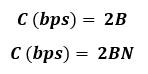 C (bps) = 2B
C (bps) = 2BN